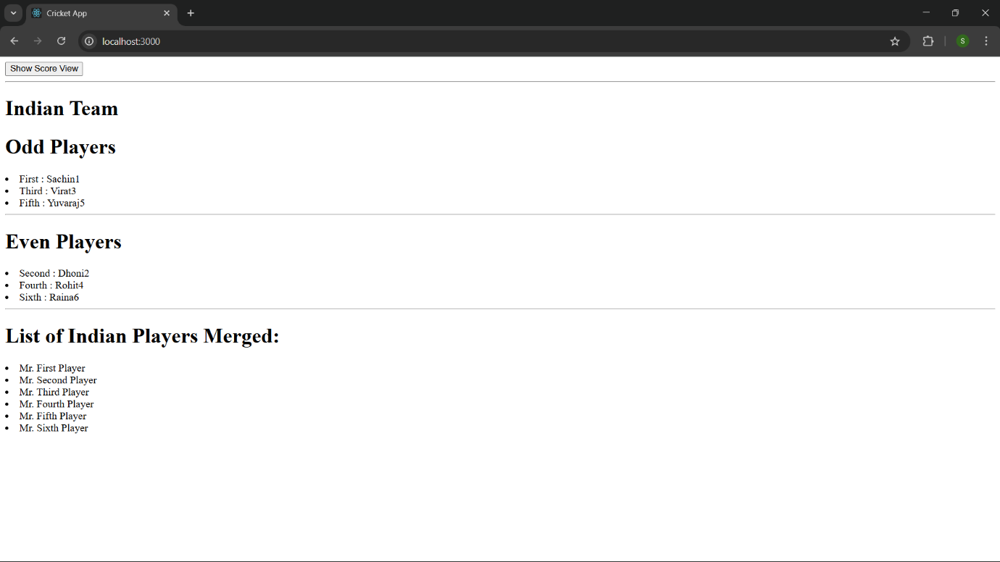 Cricket App
localhost:3000
S
Show Score View
Indian Team
Odd Players
First : Sachin1
Third : Virat3
Fifth : Yuvaraj5
Even Players
Second : Dhoni2
Fourth : Rohit4
Sixth : Raina6
List of Indian Players Merged:
Mr. First Player
Mr. Second Player
Mr. Third Player
Mr. Fourth Player
Mr. Fifth Player
Mr. Sixth Player